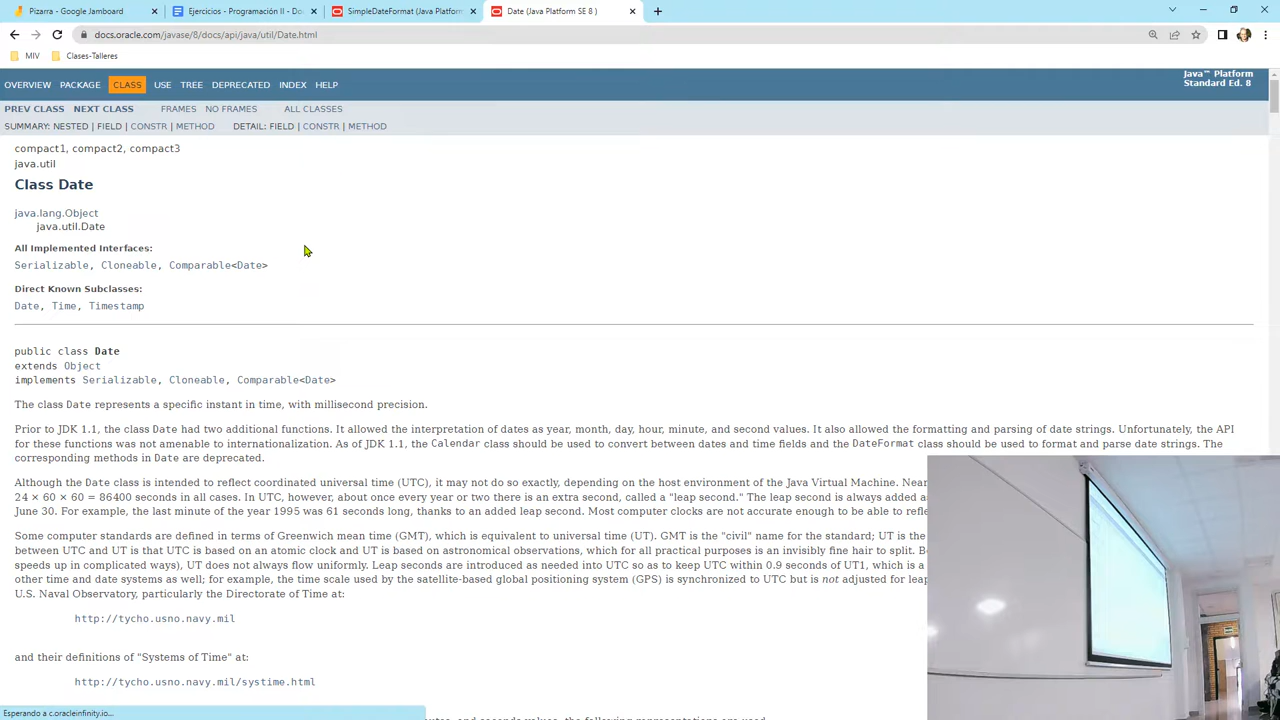 Pizarra - Google Jamboard
Ejercicios - Programación II - Do
SimpleDateFormat (Java Platform
Date (Java Platform SE 8 )
docs.oracle.com/javase/8/docs/api/java/util/Date.html
MIV
Clases-Talleres
OVERVIEW PACKAGE CLASS USE TREE DEPRECATED INDEX HELP
Java™ Platform
Standard Ed. 8
PREV CLASS NEXT CLASS FRAMES NO FRAMES ALL CLASSES
SUMMARY: NESTED | FIELD | CONSTR | METHOD DETAIL: FIELD | CONSTR | METHOD
compact1, compact2, compact3
java.util
Class Date
java.lang.Object
java.util.Date
All Implemented Interfaces:
Serializable, Cloneable, Comparable<Date>
Direct Known Subclasses:
Date, Time, Timestamp
public class Date
extends Object
implements Serializable, Cloneable, Comparable<Date>
The class Date represents a specific instant in time, with millisecond precision.
Prior to JDK 1.1, the class Date had two additional functions. It allowed the interpretation of dates as year, month, day, hour, minute, and second values. It also allowed the formatting and parsing of date strings. Unfortunately, the API
for these functions was not amenable to internationalization. As of JDK 1.1, the Calendar class should be used to convert between dates and time fields and the DateFormat class should be used to format and parse date strings. The
corresponding methods in Date are deprecated.
Although the Date class is intended to reflect coordinated universal time (UTC), it may not do so exactly, depending on the host environment of the Java Virtual Machine. Near
24 × 60 × 60 = 86400 seconds in all cases. In UTC, however, about once every year or two there is an extra second, called a "leap second." The leap second is always added a
June 30. For example, the last minute of the year 1995 was 61 seconds long, thanks to an added leap second. Most computer clocks are not accurate enough to be able to refl
Some computer standards are defined in terms of Greenwich mean time (GMT), which is equivalent to universal time (UT). GMT is the "civil" name for the standard; UT is the
between UTC and UT is that UTC is based on an atomic clock and UT is based on astronomical observations, which for all practical purposes is an invisibly fine hair to split. B
speeds up in complicated ways), UT does not always flow uniformly. Leap seconds are introduced as needed into UTC so as to keep UTC within 0.9 seconds of UT1, which is a
other time and date systems as well; for example, the time scale used by the satellite-based global positioning system (GPS) is synchronized to UTC but is not adjusted for leap
U.S. Naval Observatory, particularly the Directorate of Time at:
http://tycho.usno.navy.mil
and their definitions of "Systems of Time" at:
http://tycho.usno.navy.mil/systime.html
Esperando a c.oracleinfinity.io...
and seconds values, the following representations are used